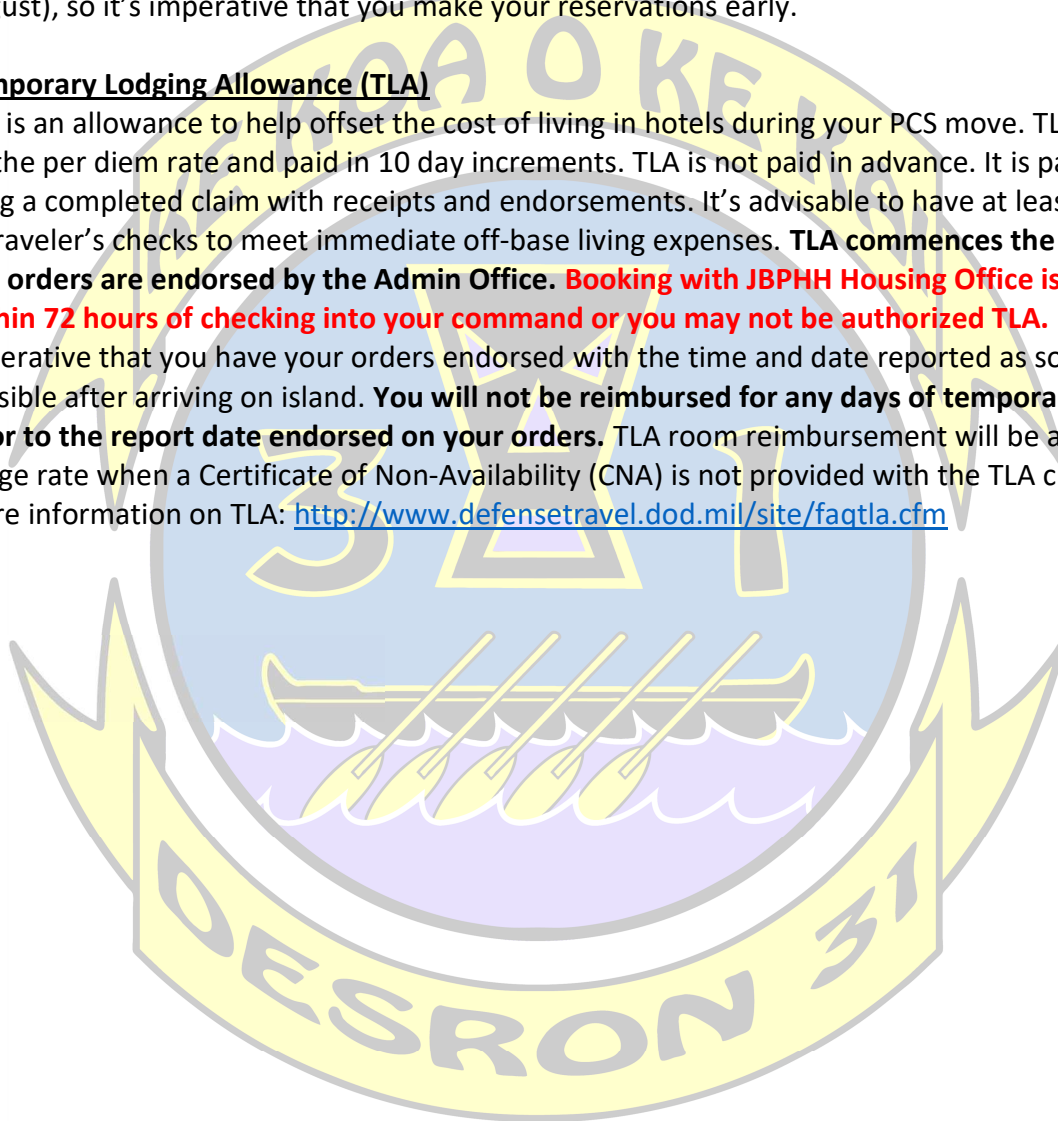 gust), so it's imperative that you make your reservations early.
mporary Lodging Allowance (TLA)
is an allowance to help offset the cost of living in hotels during your PCS move. TL
the per diem rate and paid in 10 day increments. TLA is not paid in advance. It is pa
g a completed claim with receipts and endorsements. It's advisable to have at leas
raveler's checks to meet immediate off-base living expenses. TLA commences the
orders are endorsed by the Admin Office. Booking with JBPHH Housing Office is
hin 72 hours of checking into your command or you may not be authorized TLA.
perative that you have your orders endorsed with the time and date reported as so
sible after arriving on island. You will not be reimbursed for any days of tempora
or to the report date endorsed on your orders. TLA room reimbursement will be a
ge rate when a Certificate of Non-Availability (CNA) is not provided with the TLA c
re information on TLA: http://www.defensetravel.dod.mil/site/faqtla.cfm
KOA O KE KAI
31
DESRON 31